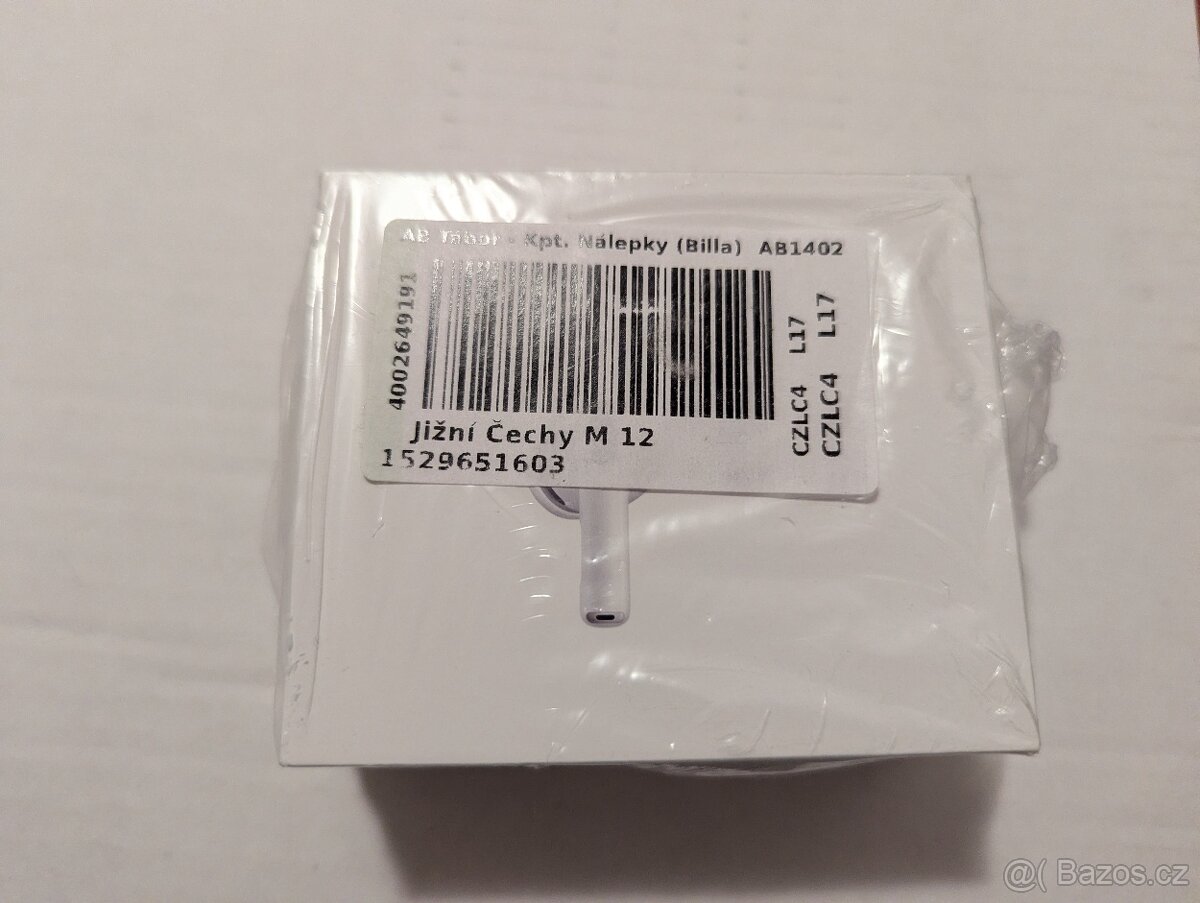 AB Tábor - Kpt. Nálepky (Billa) AB1402
4002649191
CZLC4 L17
CZLC4 L17
Jižní Čechy M 12
1529651603
@( Bazos.cz